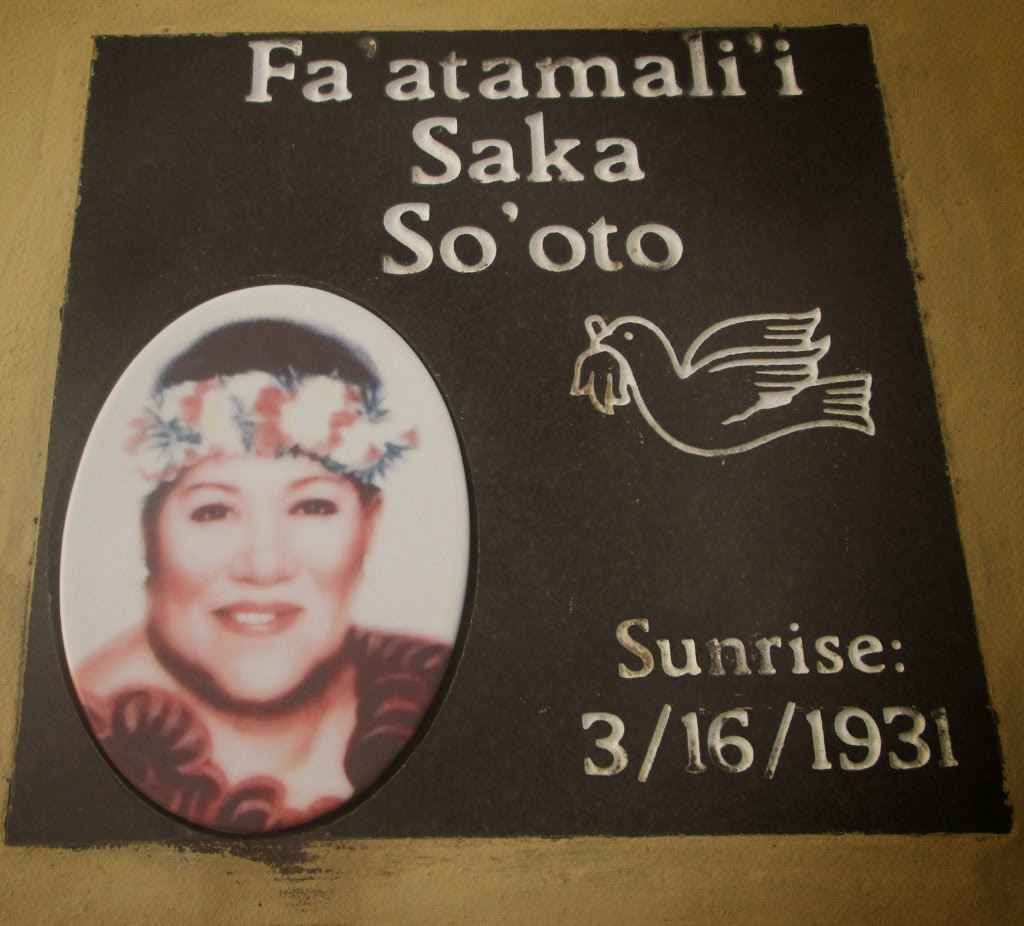 Fa'atamali'i
Saka
So'oto
Sunrise:
3/16/1931